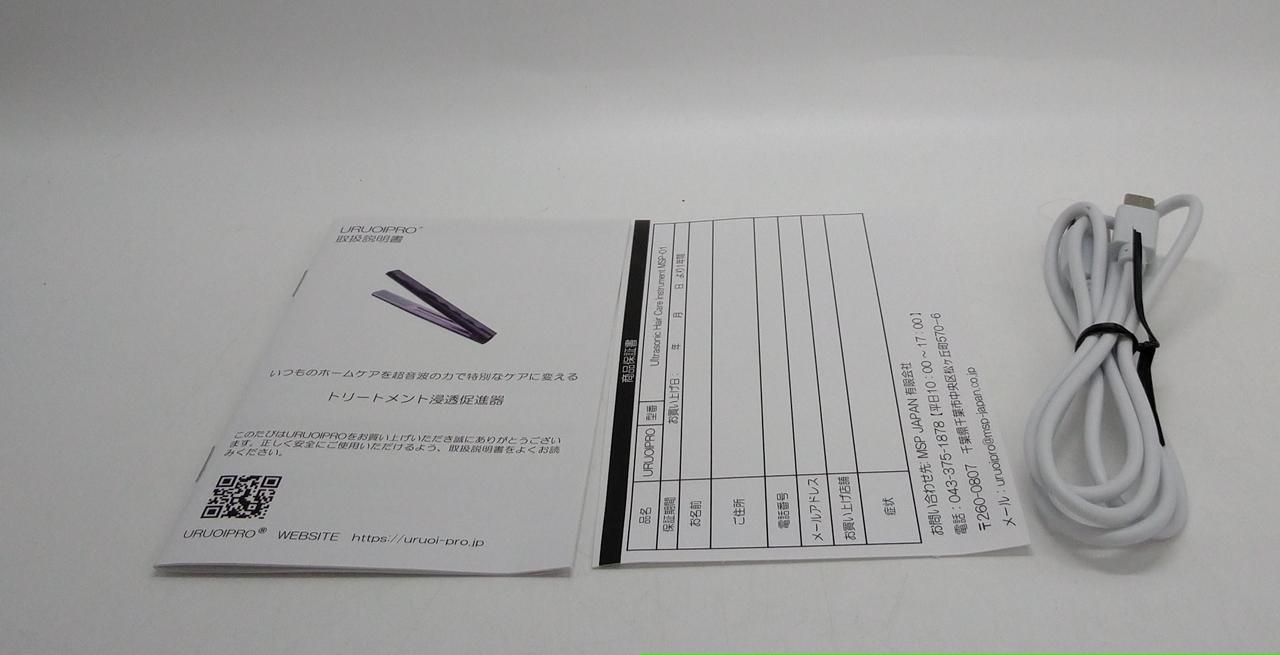 URUOIPRO®
取扱説明書
いつものホームケアを超音波の力で特別なケアに変える
トリートメント浸透促進器
このたびはURUOIPROをお買い上げいただき誠にありがとうござい
ます。正しく安全にご使用いただけるよう、取扱説明書をよくお読
みください。
URUOIPRO® WEBSITE https://uruoi-pro.jp
商品保証書
品名 URUOIPRO 型番 Ultrasonic Hair Care Instrument MSP-01
保証期間 お買い上げ日: 年 月 日 より1年間
お名前
ご住所
電話番号
メールアドレス
お買い上げ店舗
症状
お問い合わせ先: MSP JAPAN 有限会社
電話:043-375-1878【平日10:00～17:00】
〒260-0807 千葉県千葉市中央区松ヶ丘町570-6
メール:uruoipro@msp-japan.co.jp